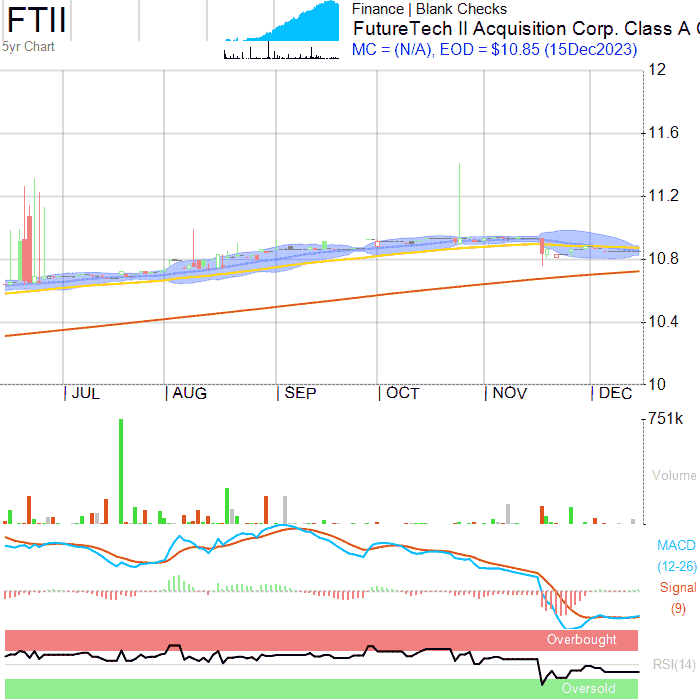 FTII
5yr Chart
Finance | Blank Checks
FutureTech II Acquisition Corp. Class A
MC = (N/A), EOD = $10.85 (15Dec2023)
12
11.6
11.2
10.8
10.4
10
JUL
AUG
SEP
OCT
NOV
DEC
751k
Volume
MACD
(12-26)
Signal
(9)
Overbought
RSI(14)
Oversold